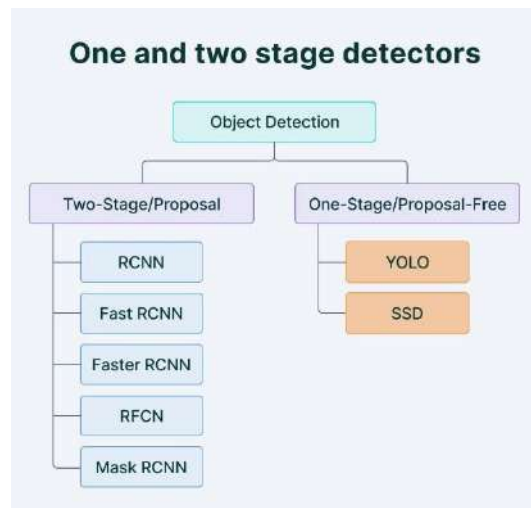 One and two stage detectors
Object Detection
Two-Stage/Proposal
One-Stage/Proposal-Free
RCNN
YOLO
Fast RCNN
SSD
Faster RCNN
RFCN
Mask RCNN